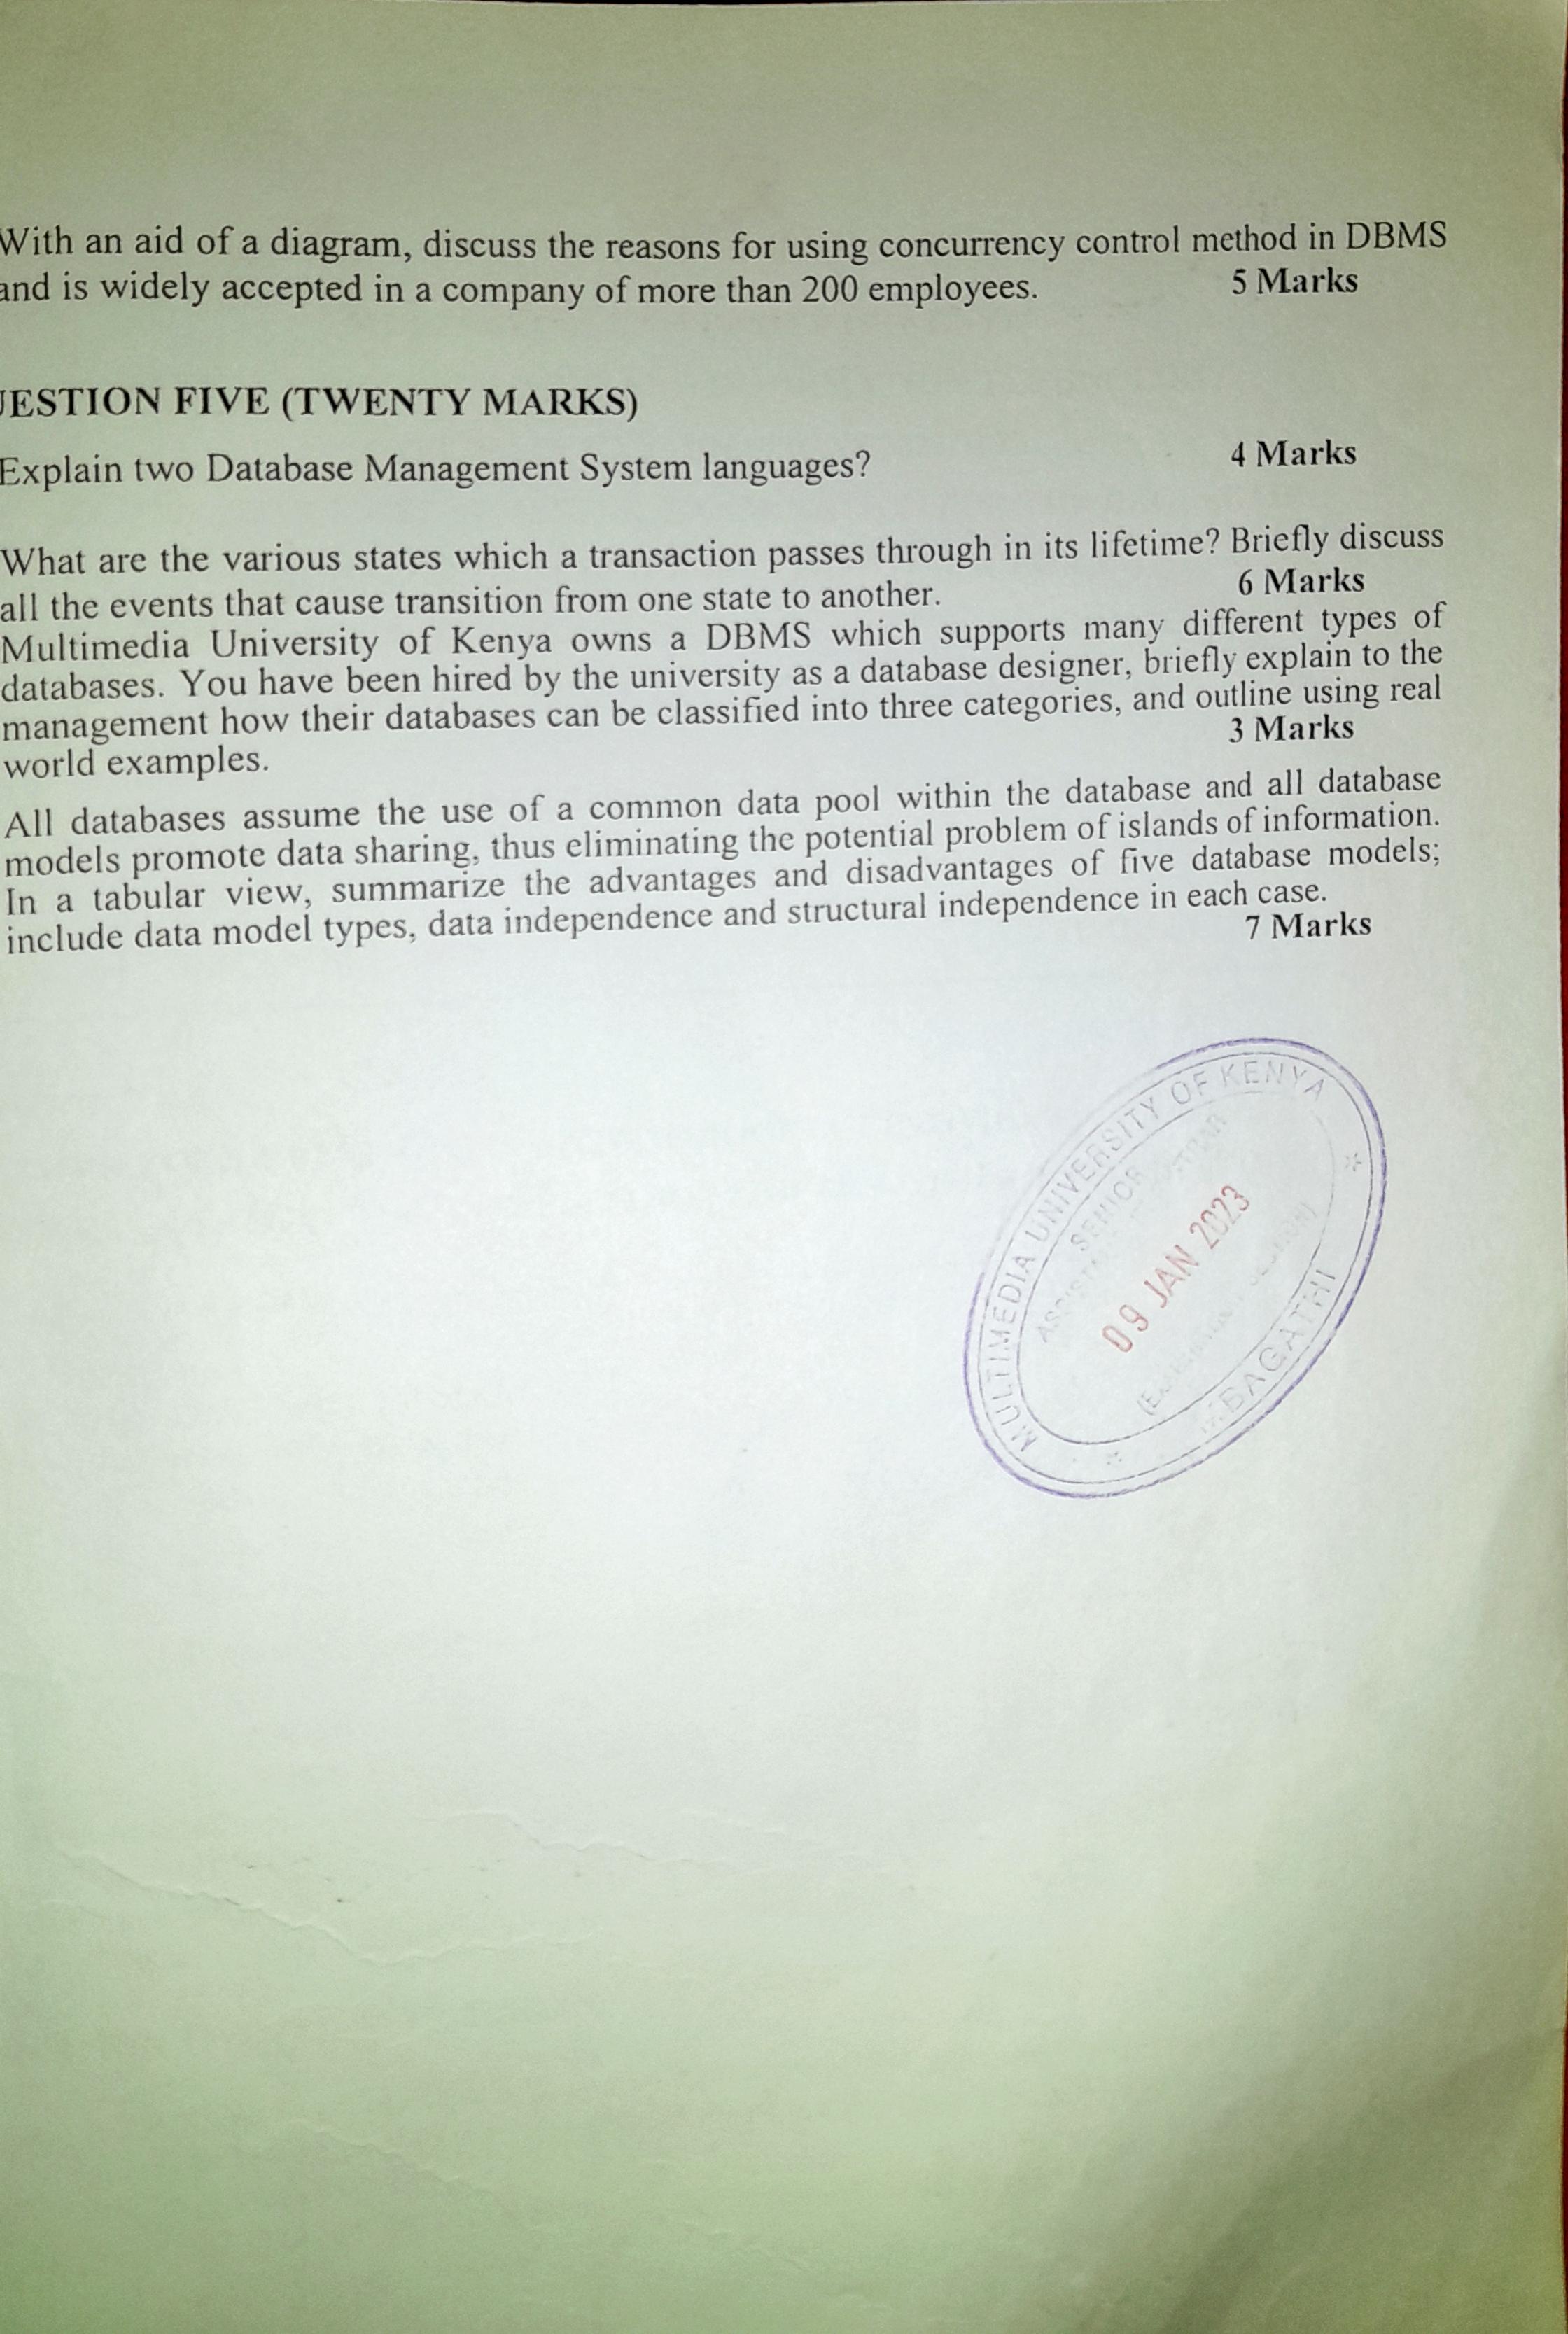 With an aid of a diagram, discuss the reasons for using concurrency control method in DBMS
and is widely accepted in a company of more than 200 employees. 5 Marks
UESTION FIVE (TWENTY MARKS)
Explain two Database Management System languages? 4 Marks
What are the various states which a transaction passes through in its lifetime? Briefly discuss
all the events that cause transition from one state to another. 6 Marks
Multimedia University of Kenya owns a DBMS which supports many different types of
databases. You have been hired by the university as a database designer, briefly explain to the
management how their databases can be classified into three categories, and outline using real
world examples. 3 Marks
All databases assume the use of a common data pool within the database and all database
models promote data sharing, thus eliminating the potential problem of islands of information.
In a tabular view, summarize the advantages and disadvantages of five database models;
include data model types, data independence and structural independence in each case.
7 Marks
MULTIMEDIA UNIVERSITY OF KENYA
SENIOR
09 JAN 2023